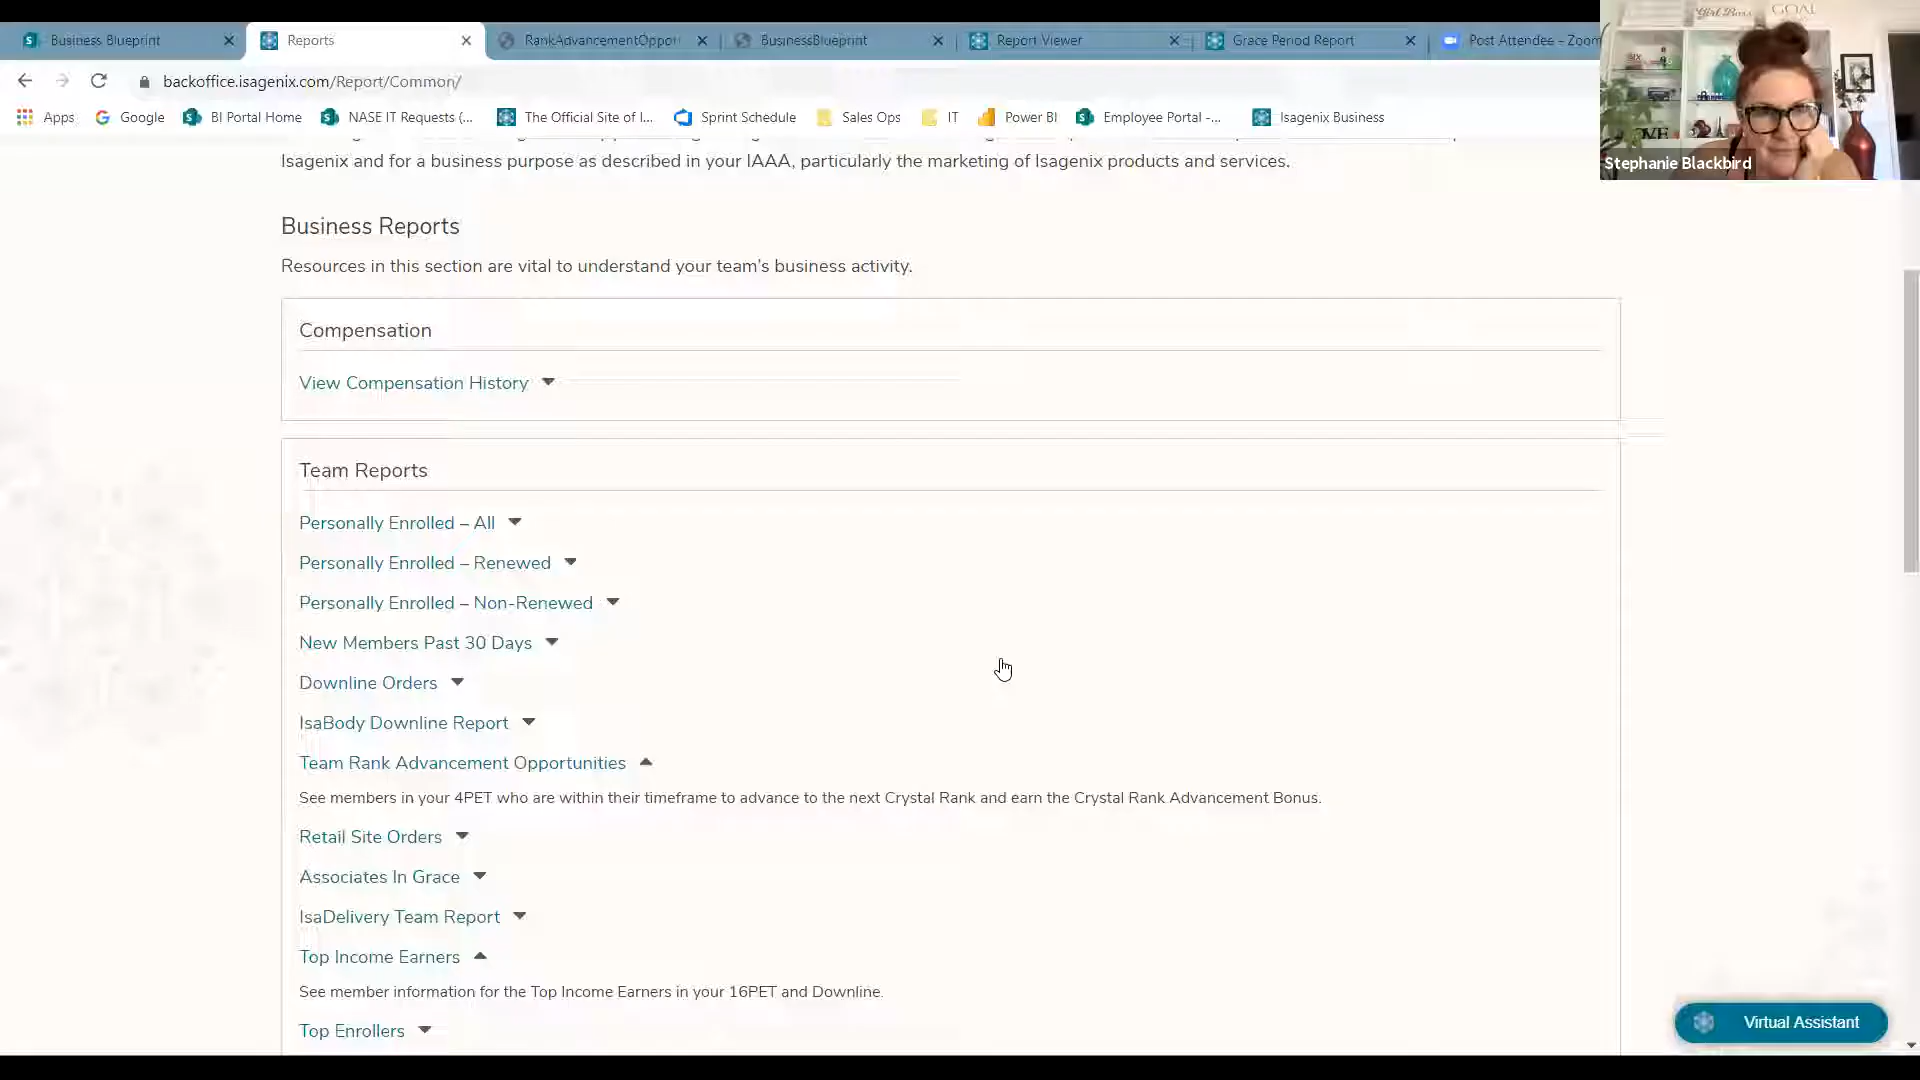 Business Blueprint
Reports
RankAdvancementOppor
BusinessBlueprint
Report Viewer
Grace Period Report
Post Attendee - Zoom
Girl Boss
GOAL
backoffice.isagenix.com/Report/Common/
Apps
Google
BI Portal Home
NASE IT Requests (...
The Official Site of I...
Sprint Schedule
Sales Ops
IT
Power BI
Employee Portal -...
Isagenix Business
Stephanie Blackbird
Isagenix and for a business purpose as described in your IAAA, particularly the marketing of Isagenix products and services.
Business Reports
Resources in this section are vital to understand your team's business activity.
Compensation
View Compensation History
Team Reports
Personally Enrolled – All
Personally Enrolled – Renewed
Personally Enrolled – Non-Renewed
New Members Past 30 Days
Downline Orders
IsaBody Downline Report
Team Rank Advancement Opportunities
See members in your 4PET who are within their timeframe to advance to the next Crystal Rank and earn the Crystal Rank Advancement Bonus.
Retail Site Orders
Associates In Grace
IsaDelivery Team Report
Top Income Earners
See member information for the Top Income Earners in your 16PET and Downline.
Top Enrollers
Virtual Assistant